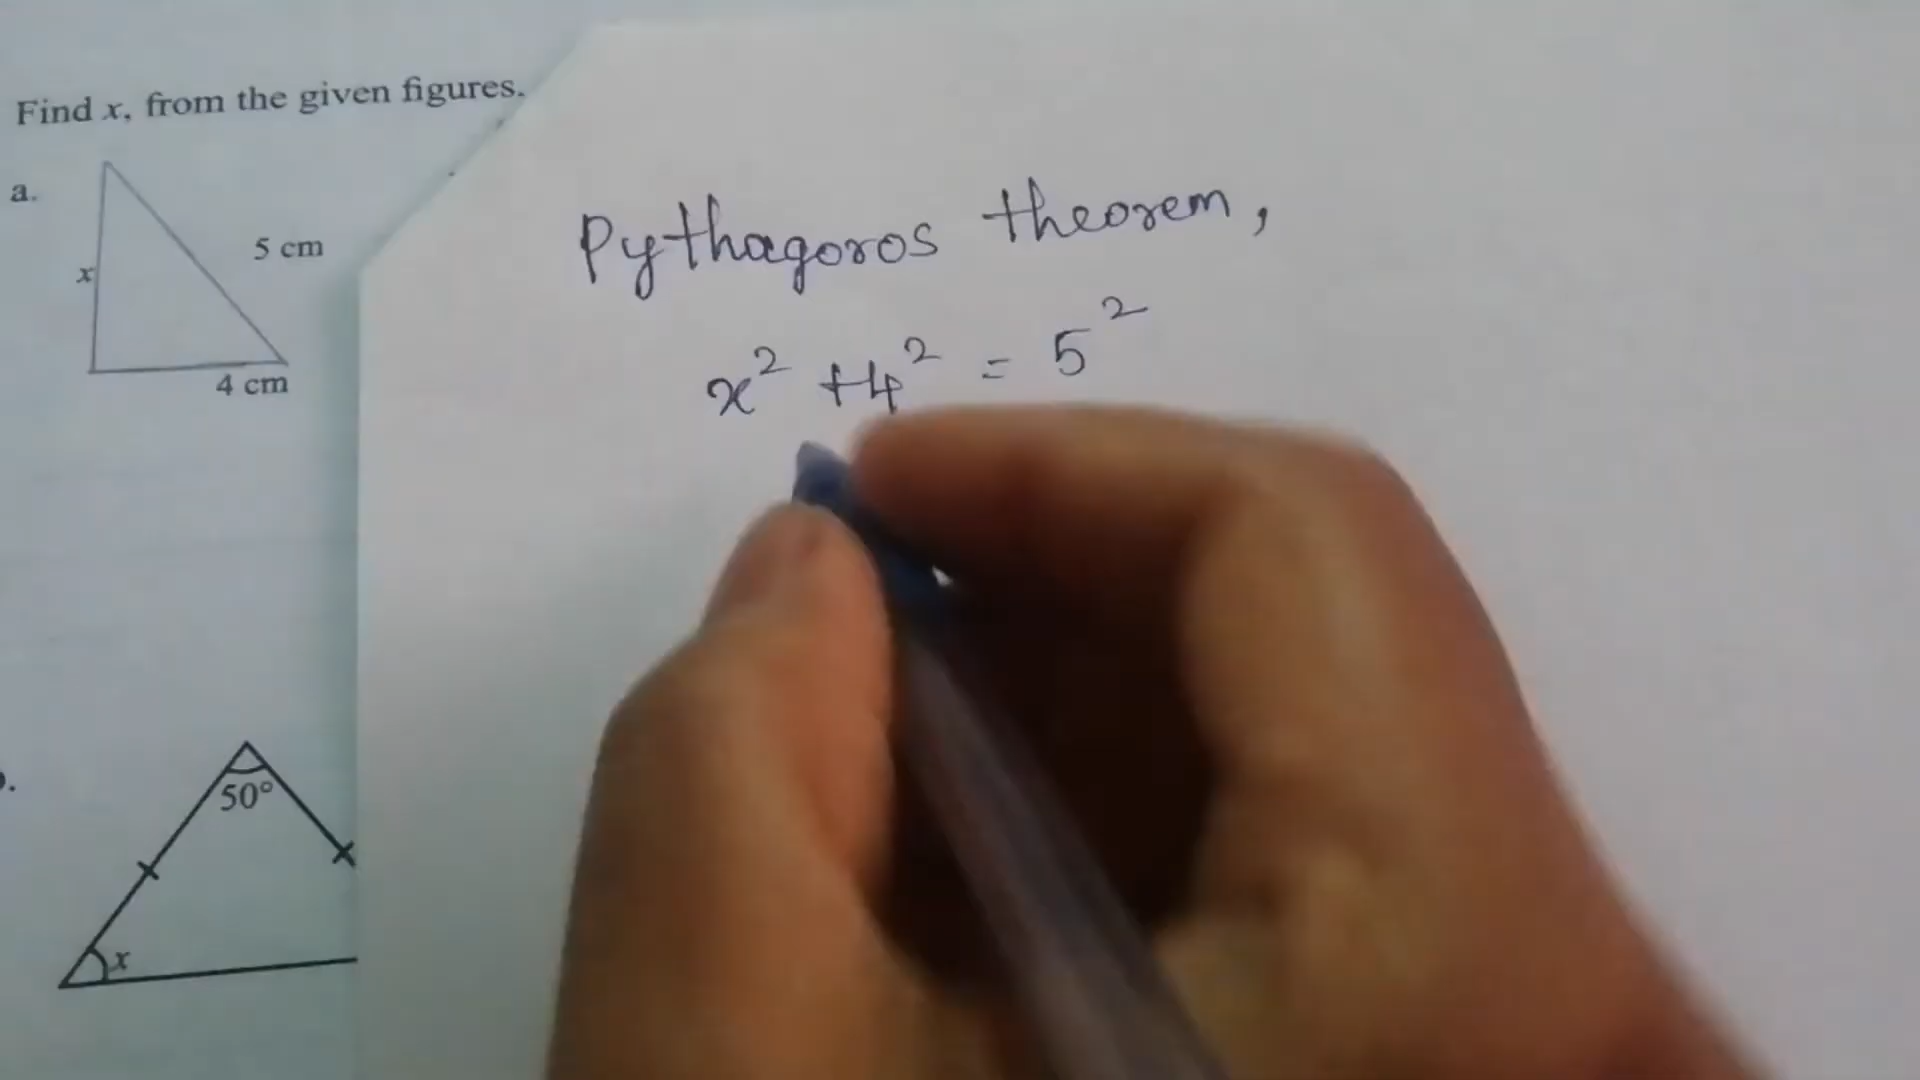 Find x, from the given figures.
a.
x
5 cm
4 cm
Pythagoros theorem,
x² + 4² = 5²
50°
x